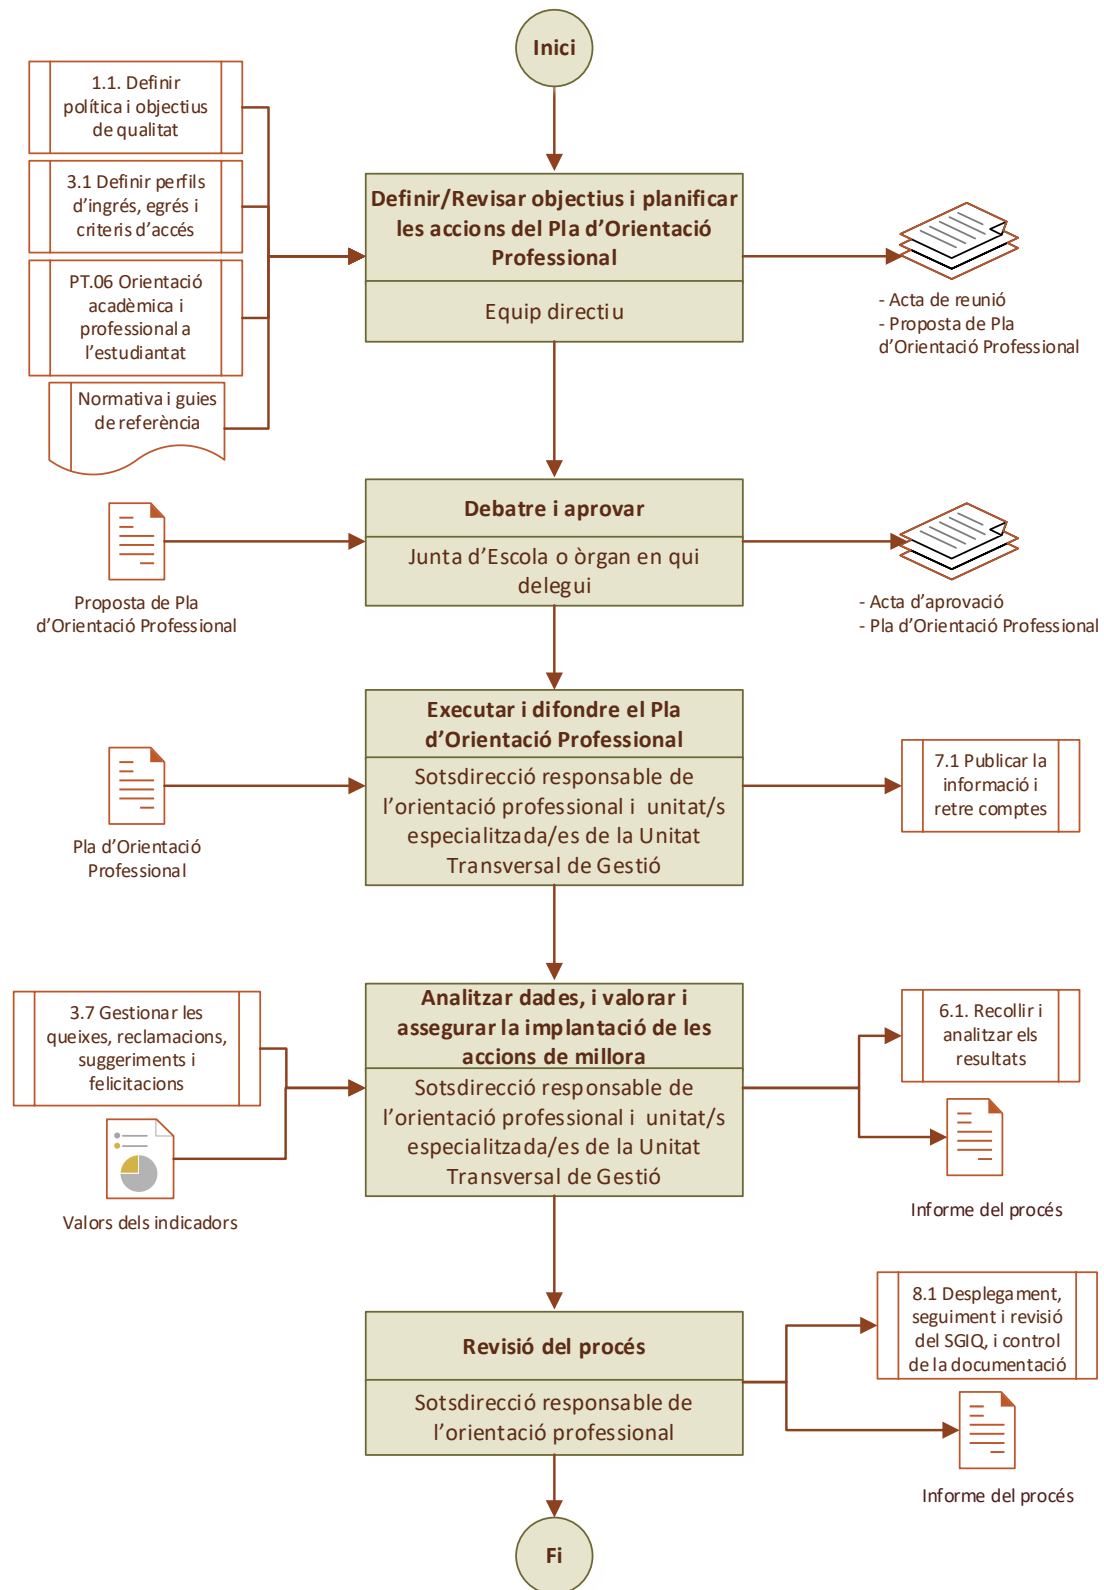 Inici
1.1. Definir
política i objectius
de qualitat
3.1 Definir perfils
d’ingrés, egrés i
criteris d’accés
PT.06 Orientació
acadèmica i
professional a
l’estudiantat
Normativa i guies
de referència
Definir/Revisar objectius i planificar
les accions del Pla d’Orientació
Professional
Equip directiu
- Acta de reunió
- Proposta de Pla
d’Orientació Professional
Proposta de Pla
d’Orientació Professional
Debatre i aprovar
Junta d’Escola o òrgan en qui
delegui
- Acta d’aprovació
- Pla d’Orientació Professional
Pla d’Orientació
Professional
Executar i difondre el Pla
d’Orientació Professional
Sotsdirecció responsable de
l’orientació professional i unitat/s
especialitzada/es de la Unitat
Transversal de Gestió
7.1 Publicar la
informació i
retre comptes
3.7 Gestionar les
queixes, reclamacions,
suggeriments i
felicitacions
Valors dels indicadors
Analitzar dades, i valorar i
assegurar la implantació de les
accions de millora
Sotsdirecció responsable de
l’orientació professional i unitat/s
especialitzada/es de la Unitat
Transversal de Gestió
6.1. Recollir i
analitzar els
resultats
Informe del procés
Revisió del procés
Sotsdirecció responsable de
l’orientació professional
8.1 Desplegament,
seguiment i revisió
del SGIQ, i control
de la documentació
Informe del procés
Fi